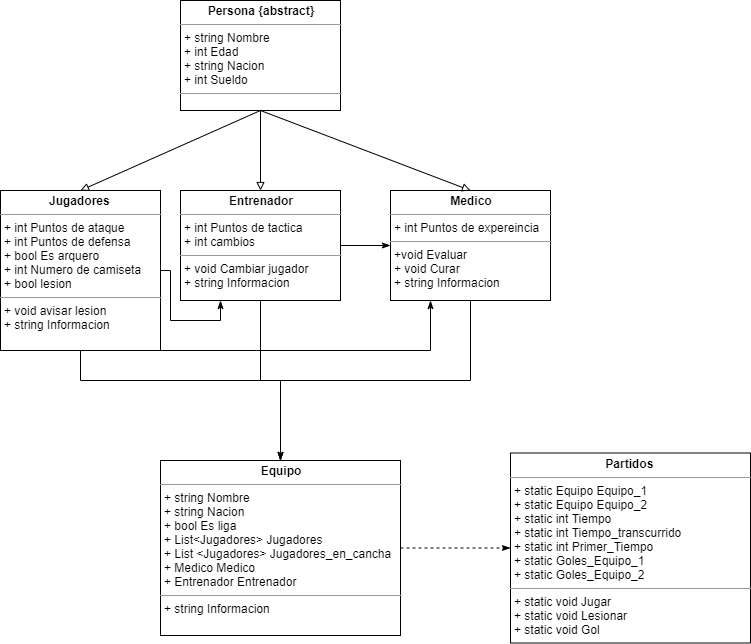 Persona {abstract}
+ string Nombre
+ int Edad
+ string Nacion
+ int Sueldo
Jugadores
+ int Puntos de ataque
+ int Puntos de defensa
+ bool Es arquero
+ int Numero de camiseta
+ bool lesion
+ void avisar lesion
+ string Informacion
Entrenador
+ int Puntos de tactica
+ int cambios
+ void Cambiar jugador
+ string Informacion
Medico
+ int Puntos de expereincia
+void Evaluar
+ void Curar
+ string Informacion
Equipo
+ string Nombre
+ string Nacion
+ bool Es liga
+ List<Jugadores> Jugadores
+ List <Jugadores> Jugadores_en_cancha
+ Medico Medico
+ Entrenador Entrenador
+ string Informacion
Partidos
+ static Equipo Equipo_1
+ static Equipo Equipo_2
+ static int Tiempo
+ static int Tiempo_transcurrido
+ static int Primer_Tiempo
+ static Goles_Equipo_1
+ static Goles_Equipo_2
+ static void Jugar
+ static void Lesionar
+ static void Gol